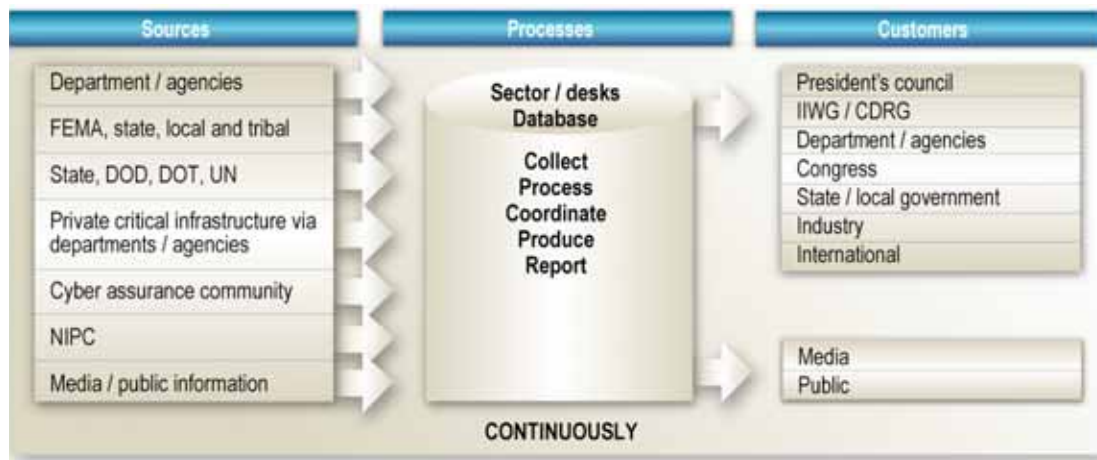 Sources
Department / agencies
FEMA, state, local and tribal
State, DOD, DOT, UN
Private critical infrastructure via
departments / agencies
Cyber assurance community
NIPC
Media / public information
Processes
Sector / desks
Database
Collect
Process
Coordinate
Produce
Report
CONTINUOUSLY
Customers
President's council
IIWG / CDRG
Department / agencies
Congress
State / local government
Industry
International
Media
Public